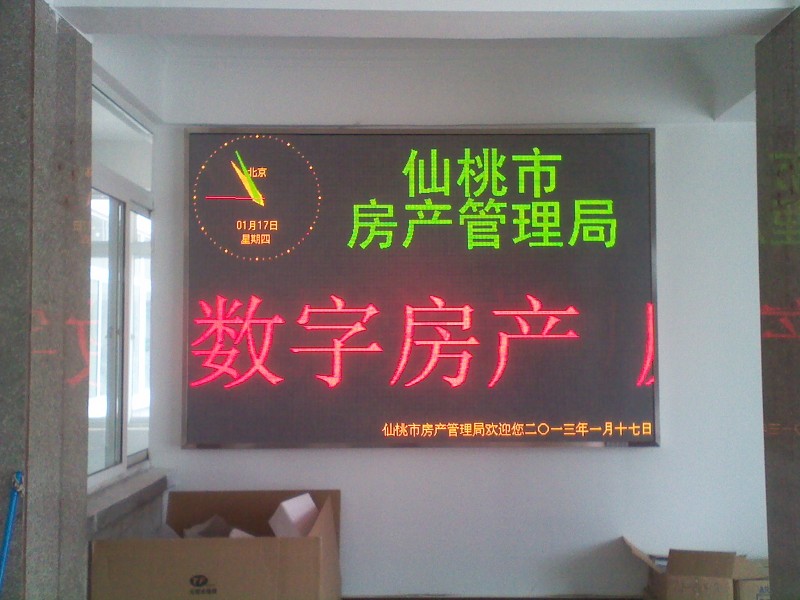 北京
01月17日
星期四
仙桃市
房产管理局
数字房产
仙桃市房产管理局欢迎您二〇一三年一月十七日